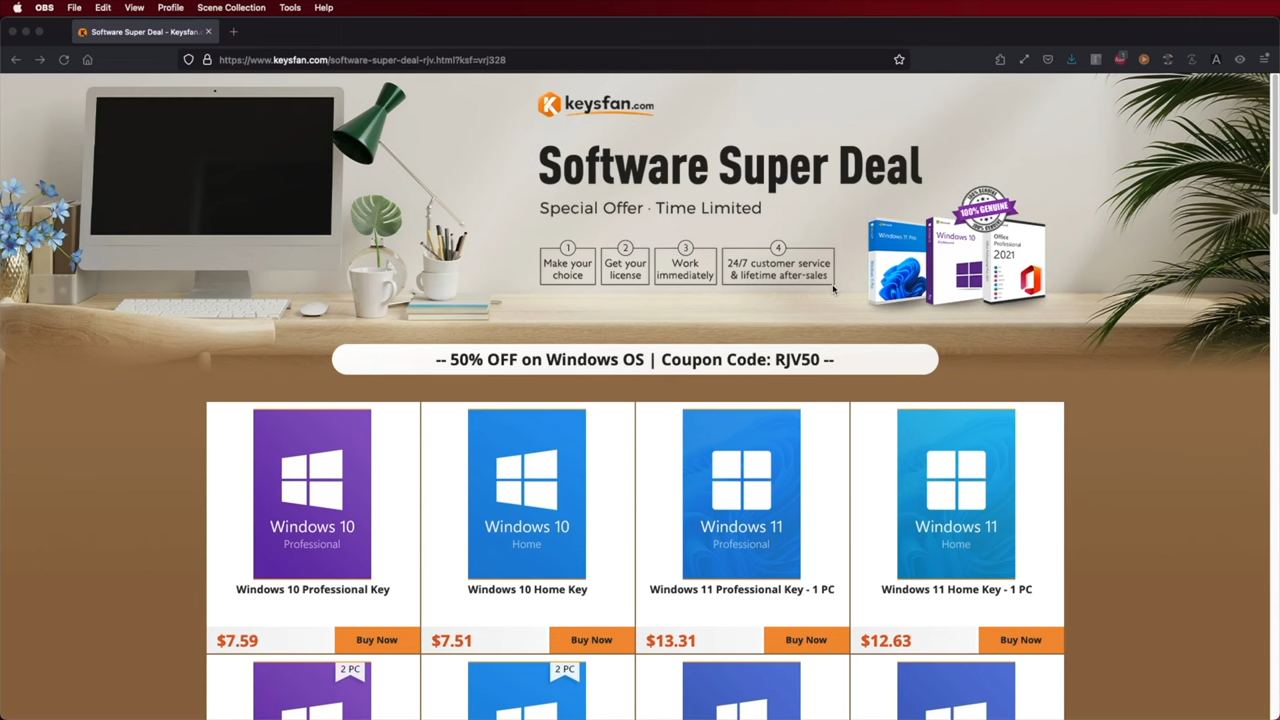 OBS File Edit View Profile Scene Collection Tools Help
Software Super Deal - Keysfan.
https://www.keysfan.com/software-super-deal-rjv.html?ksf=vrj328
keysfan.com
Software Super Deal
Special Offer · Time Limited
1 2 3 4
Make your choice
Get your license
Work immediately
24/7 customer service & lifetime after-sales
100% GENUINE
Windows 11 Pro
Windows 10
Office
Professional
2021
-- 50% OFF on Windows OS | Coupon Code: RJV50 --
Windows 10 Windows 10 Windows 11 Windows 11
Professional Home Professional Home
Windows 10 Professional Key Windows 10 Home Key Windows 11 Professional Key - 1 PC Windows 11 Home Key - 1 PC
$7.59 Buy Now $7.51 Buy Now $13.31 Buy Now $12.63 Buy Now
2 PC 2 PC